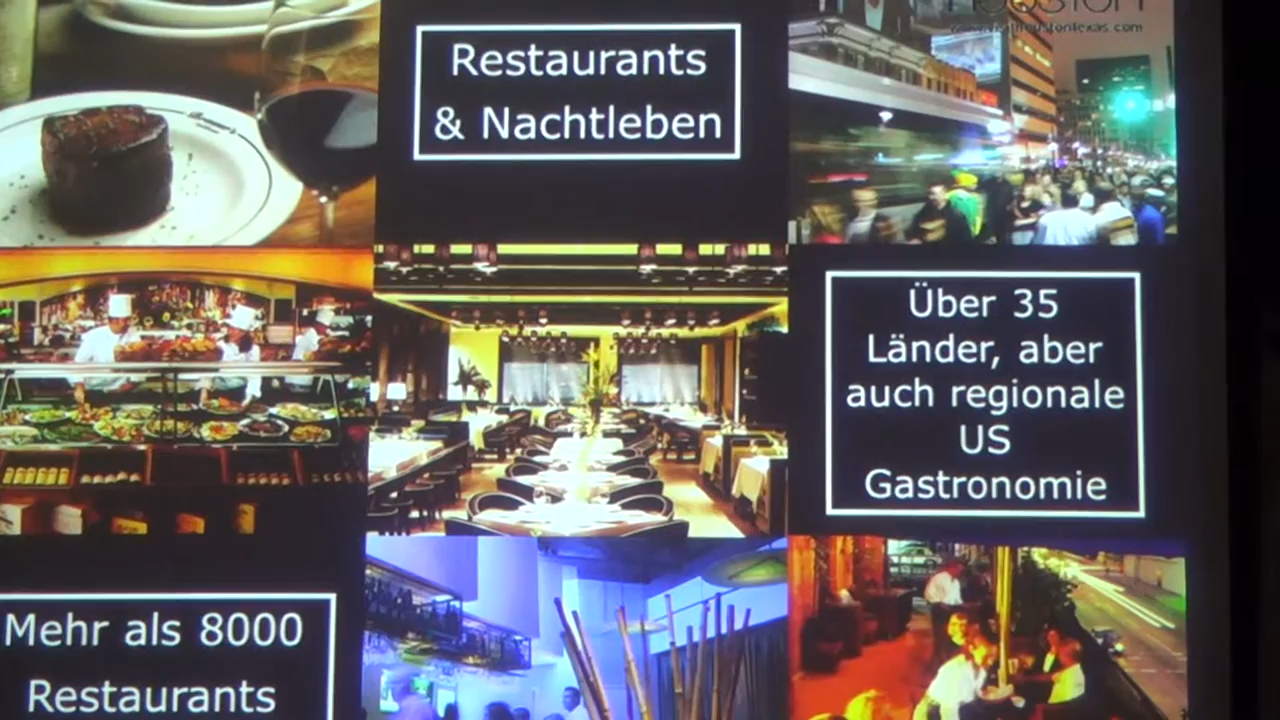 Restaurants
& Nachtleben
Über 35
Länder, aber
auch regionale
US
Gastronomie
Mehr als 8000
Restaurants